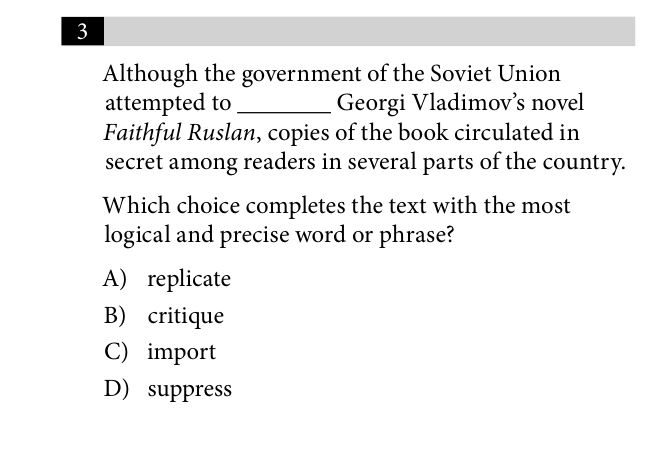 3
Although the government of the Soviet Union
attempted to ________ Georgi Vladimov’s novel
Faithful Ruslan, copies of the book circulated in
secret among readers in several parts of the country.
Which choice completes the text with the most
logical and precise word or phrase?
A) replicate
B) critique
C) import
D) suppress